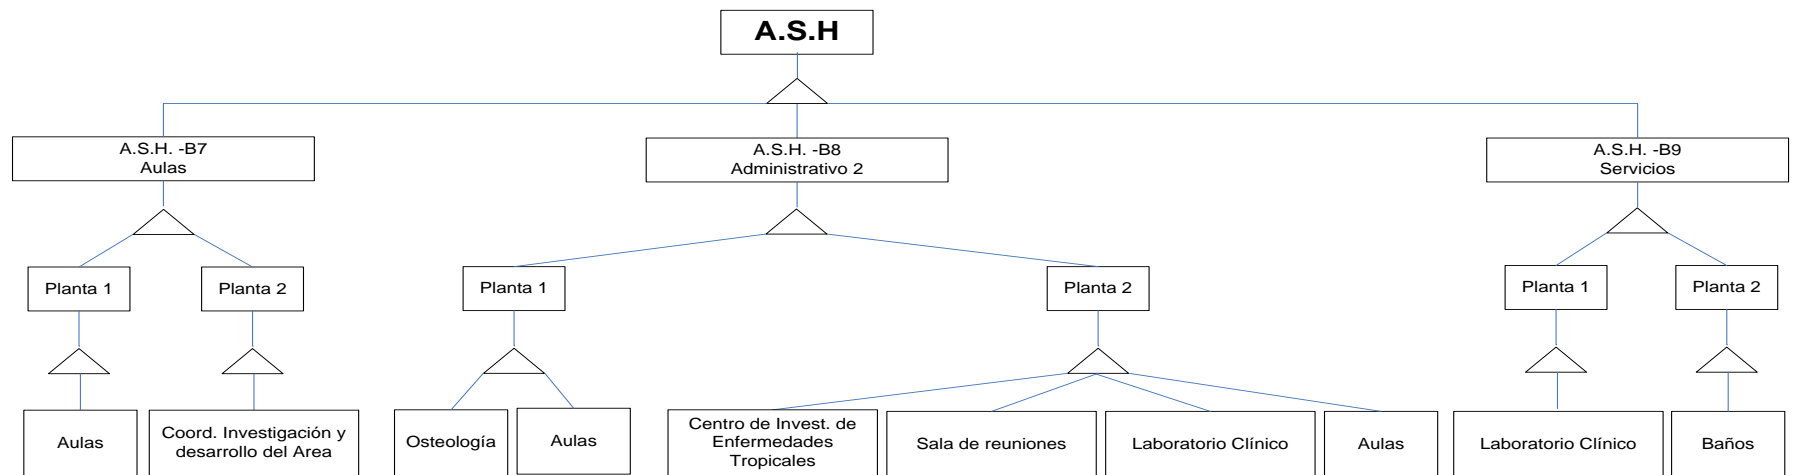 A.S.H
A.S.H. -B7
Aulas
A.S.H. -B8
Administrativo 2
A.S.H. -B9
Servicios
Planta 1
Planta 2
Planta 1
Planta 2
Planta 1
Planta 2
Aulas
Coord. Investigación y
desarrollo del Area
Osteología
Aulas
Centro de Invest. de
Enfermedades
Tropicales
Sala de reuniones
Laboratorio Clínico
Aulas
Laboratorio Clínico
Baños